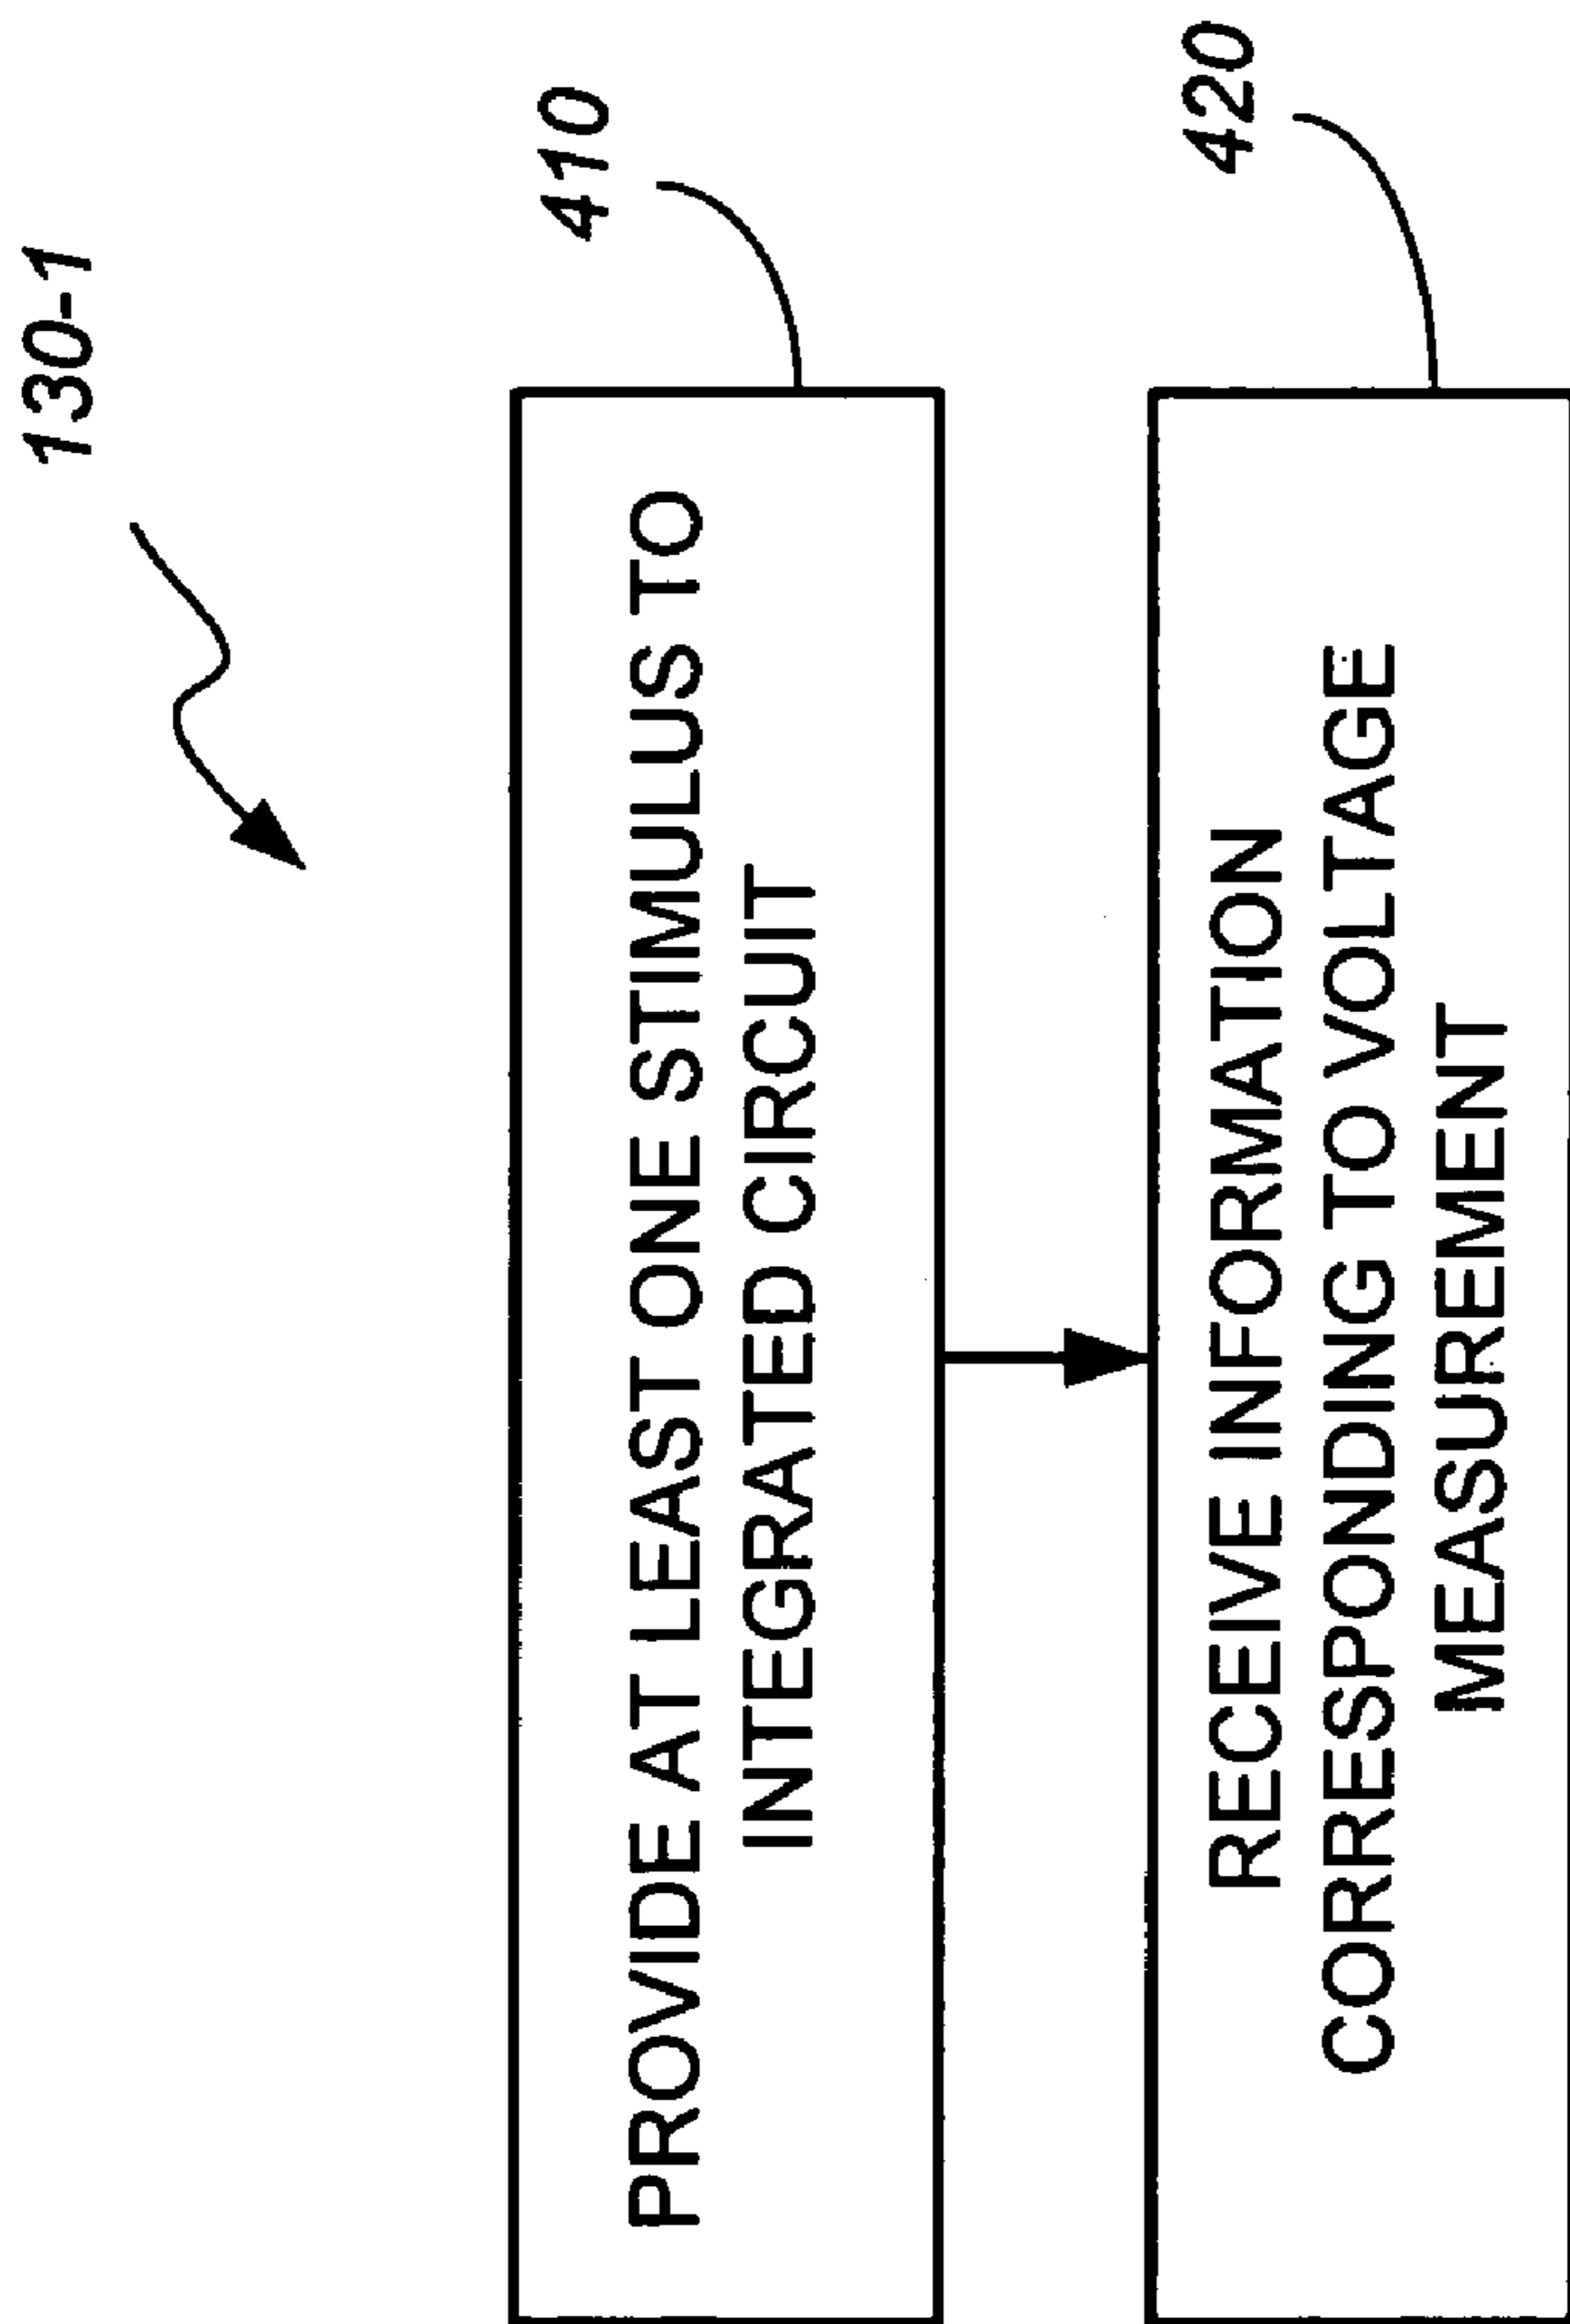 130-1
410
PROVIDE AT LEAST ONE STIMULUS TO
INTEGRATED CIRCUIT
420
RECEIVE INFORMATION
CORRESPONDING TO VOLTAGE
MEASUREMENT